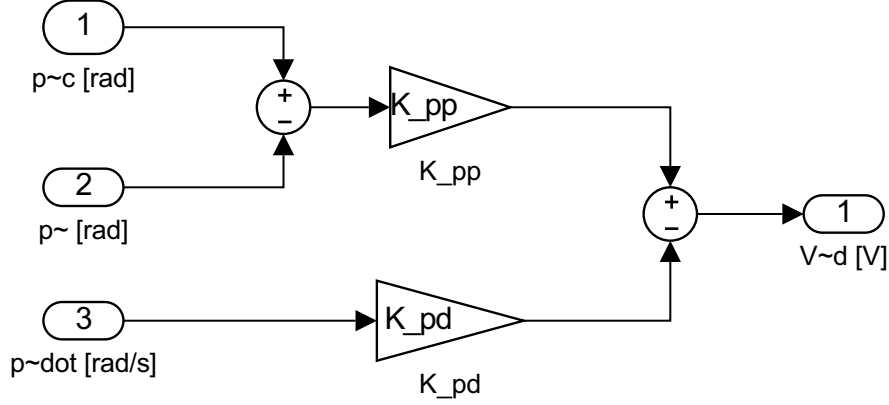 1
p~c [rad]
+
−
K_pp
K_pp
2
p~ [rad]
+
−
1
V~d [V]
3
p~dot [rad/s]
K_pd
K_pd